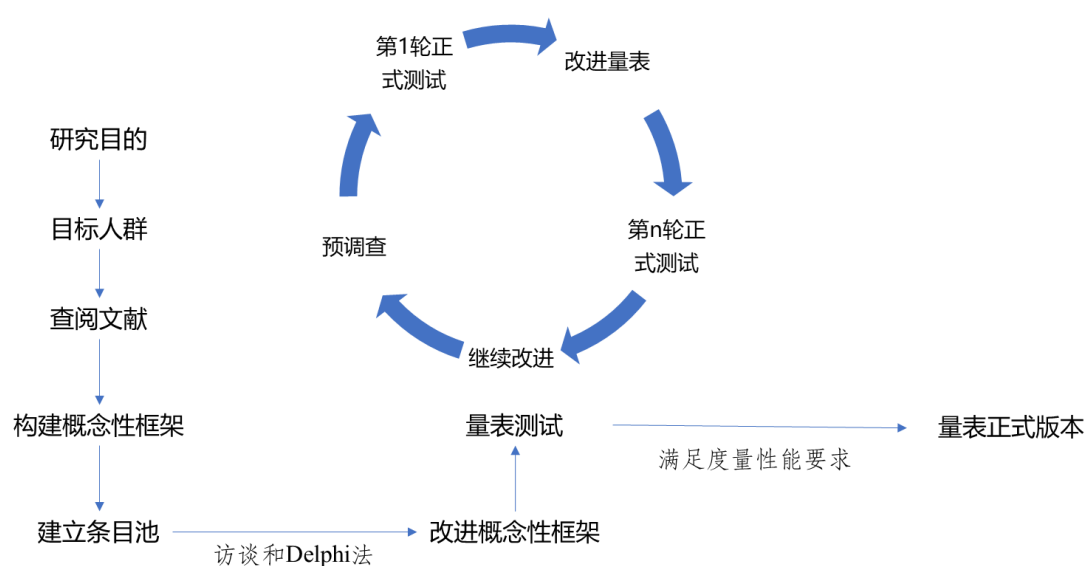 第1轮正
式测试
改进量表
研究目的
目标人群
预调查
第n轮正
式测试
查阅文献
继续改进
构建概念性框架
量表测试
量表正式版本
满足度量性能要求
建立条目池
改进概念性框架
访谈和Delphi法